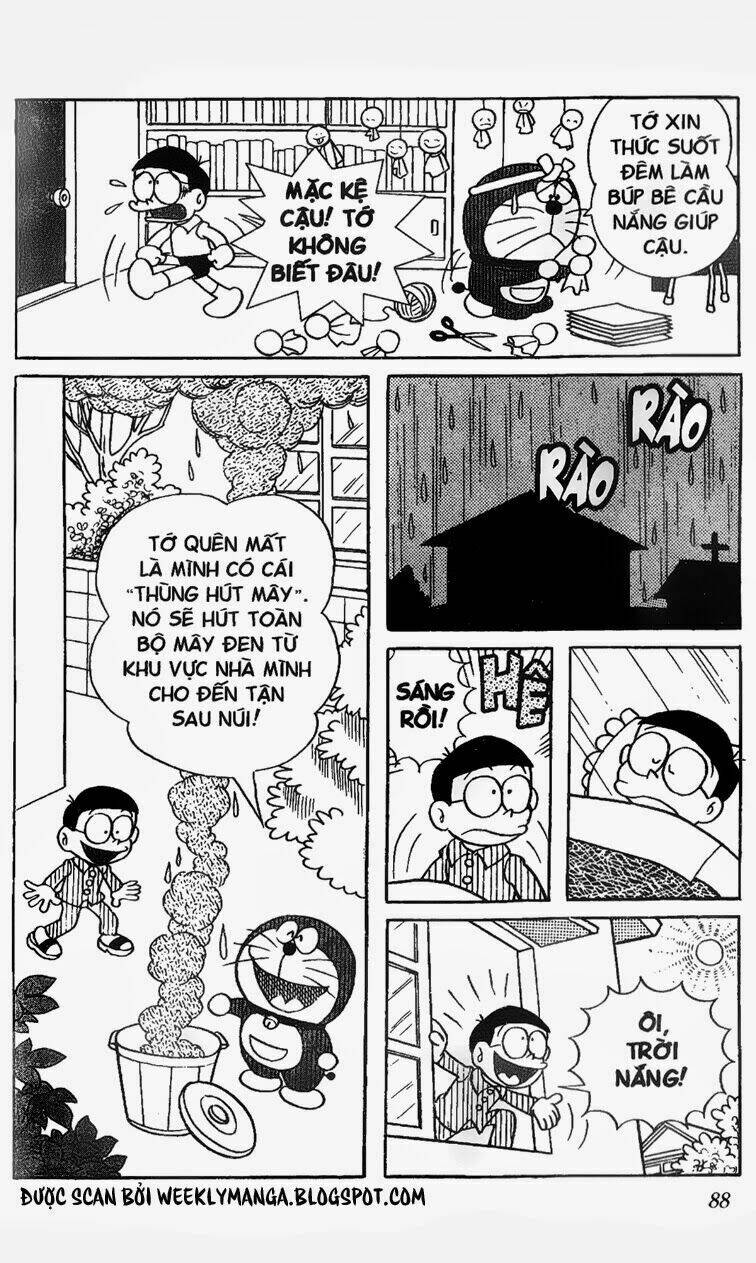 TỚ XIN
THỨC SUỐT
ĐÊM LÀM
BÚP BÊ CẦU
NẮNG GIÚP
CẬU.
MẶC KỆ
CẬU! TỚ
KHÔNG
BIẾT ĐÂU!
RÀO
RÀO
HÊ
SÁNG
RỒI!
ÔI,
TRỜI
NẮNG!
TỚ QUÊN MẤT
LÀ MÌNH CÓ CÁI
“THÙNG HÚT MÂY”.
NÓ SẼ HÚT TOÀN
BỘ MÂY ĐEN TỪ
KHU VỰC NHÀ MÌNH
CHO ĐẾN TẬN
SAU NÚI!
ĐƯỢC SCAN BỞI WEEKLYMANGA.BLOGSPOT.COM
88